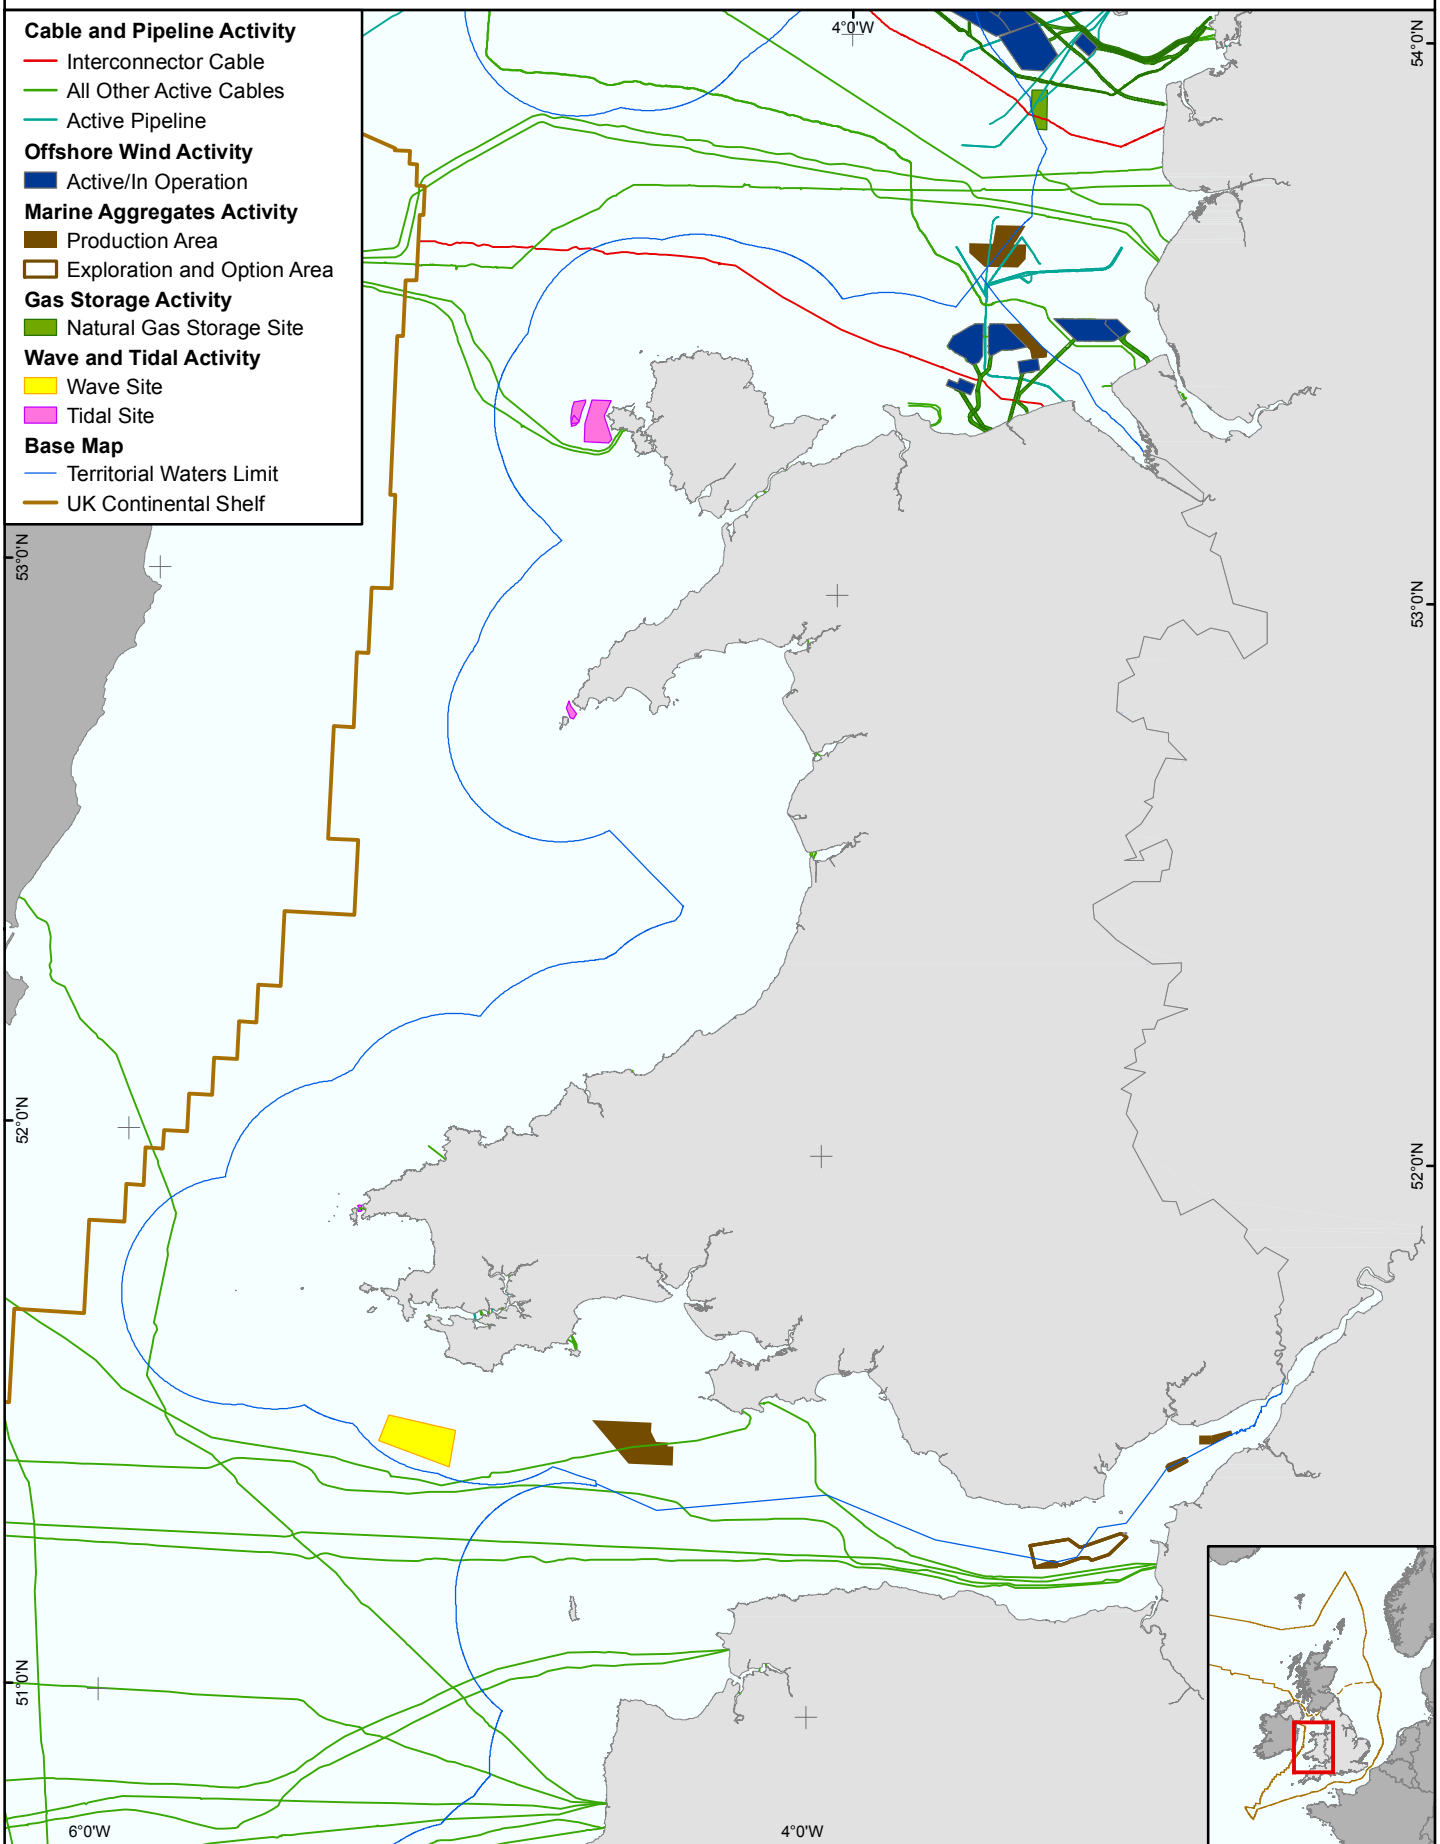 Cable and Pipeline Activity
Interconnector Cable
All Other Active Cables
Active Pipeline
Offshore Wind Activity
Active/In Operation
Marine Aggregates Activity
Production Area
Exploration and Option Area
Gas Storage Activity
Natural Gas Storage Site
Wave and Tidal Activity
Wave Site
Tidal Site
Base Map
Territorial Waters Limit
UK Continental Shelf
4°0'W
54°0'N
53°0'N
53°0'N
52°0'N
52°0'N
51°0'N
6°0'W
4°0'W